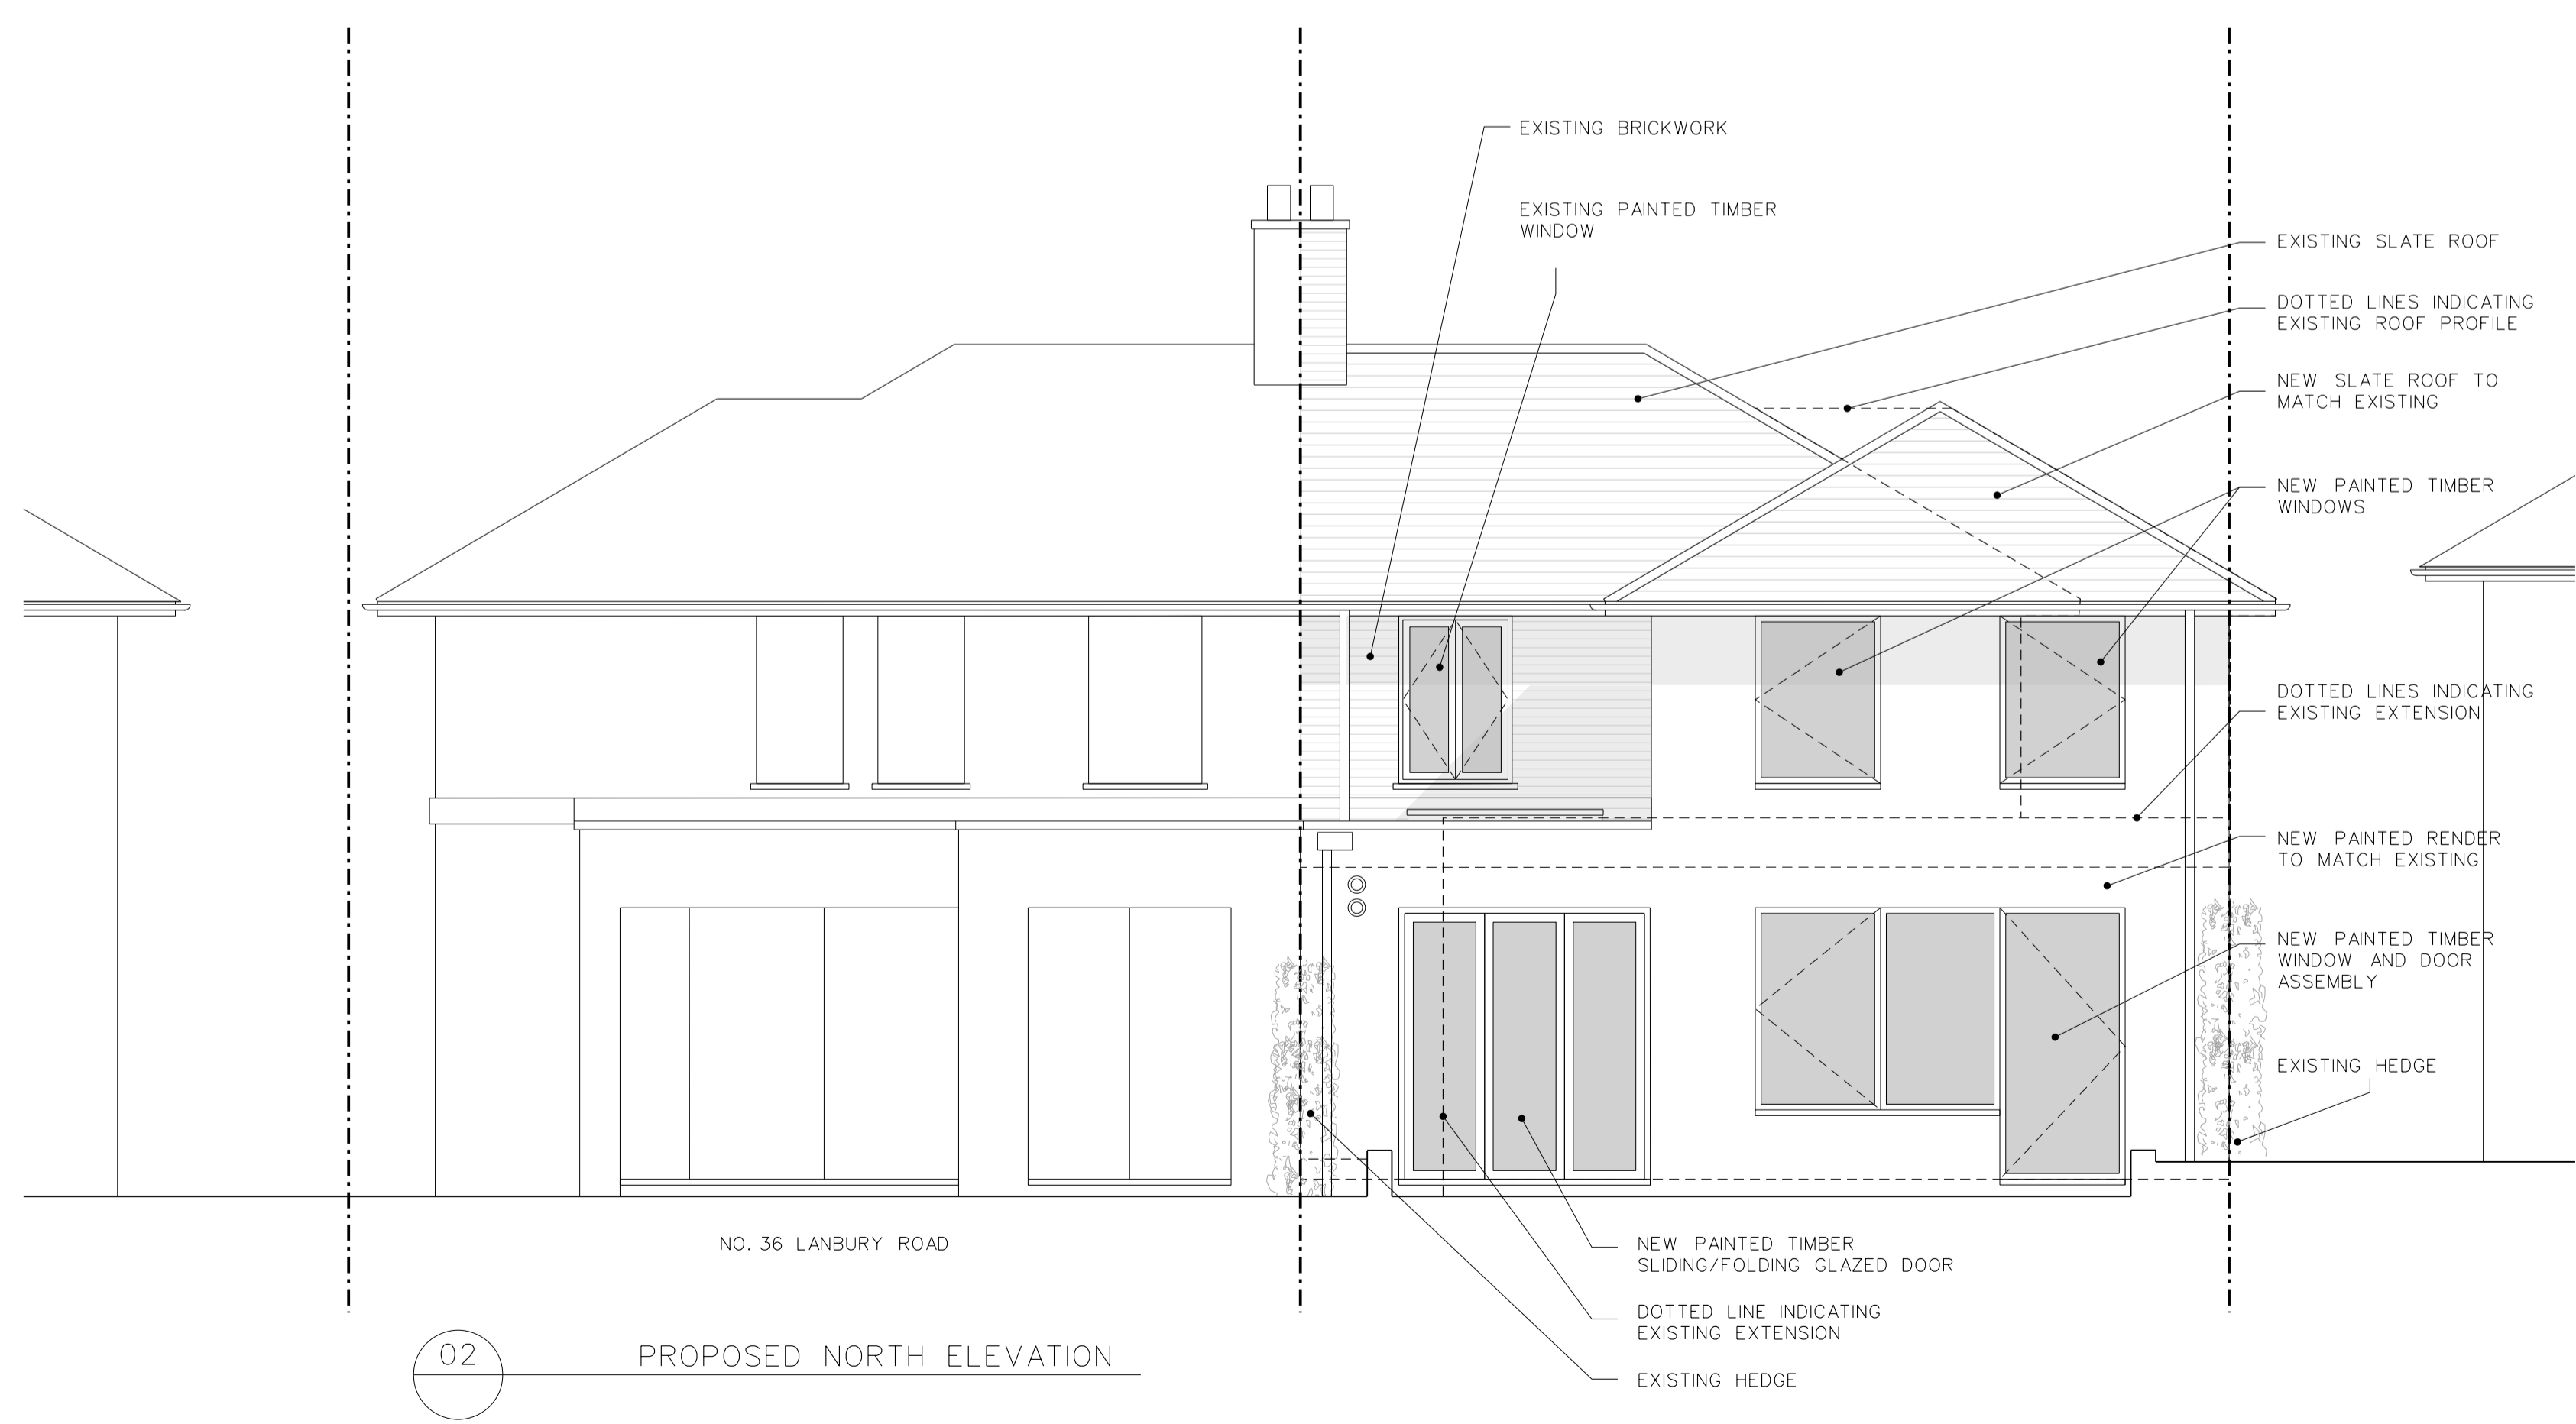 EXISTING BRICKWORK
EXISTING PAINTED TIMBER
WINDOW
EXISTING SLATE ROOF
DOTTED LINES INDICATING
EXISTING ROOF PROFILE
NEW SLATE ROOF TO
MATCH EXISTING
NEW PAINTED TIMBER
WINDOWS
DOTTED LINES INDICATING
EXISTING EXTENSION
NEW PAINTED RENDER
TO MATCH EXISTING
NEW PAINTED TIMBER
WINDOW AND DOOR
ASSEMBLY
EXISTING HEDGE
NO. 36 LANBURY ROAD
NEW PAINTED TIMBER
SLIDING/FOLDING GLAZED DOOR
DOTTED LINE INDICATING
EXISTING EXTENSION
EXISTING HEDGE
02
PROPOSED NORTH ELEVATION